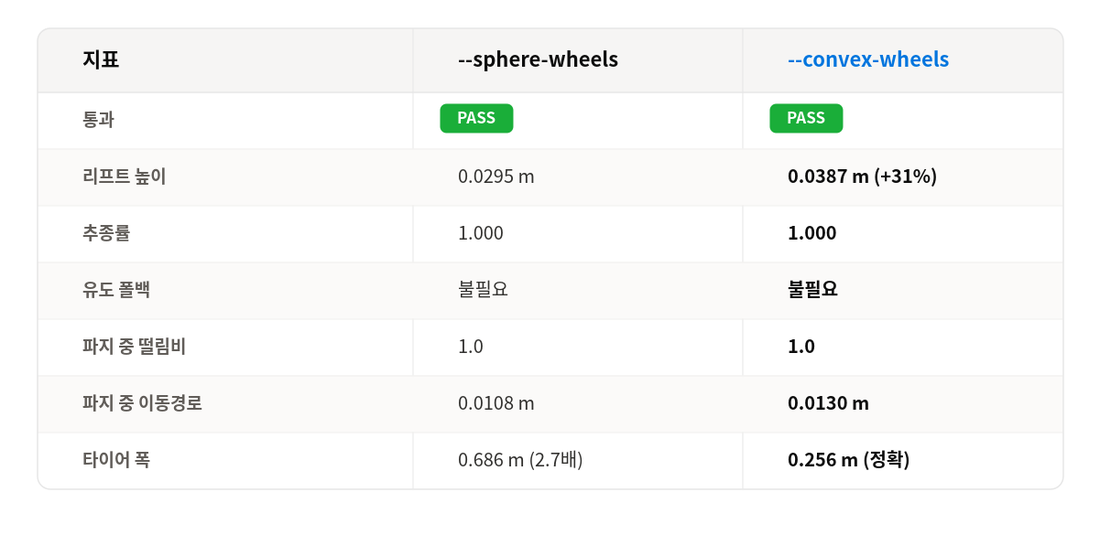 지표 --sphere-wheels --convex-wheels
통과 PASS PASS
리프트 높이 0.0295 m 0.0387 m (+31%)
추종률 1.000 1.000
유도 폴백 불필요 불필요
파지 중 떨림비 1.0 1.0
파지 중 이동경로 0.0108 m 0.0130 m
타이어 폭 0.686 m (2.7배) 0.256 m (정확)